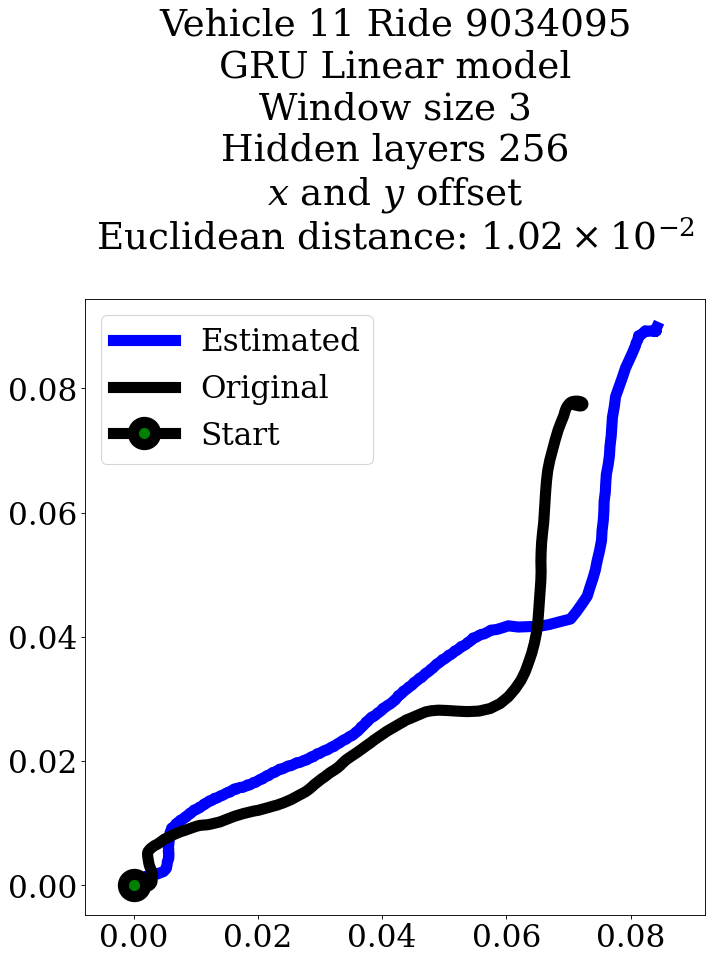 Vehicle 11 Ride 9034095
GRU Linear model
Window size 3
Hidden layers 256
x and y offset
Euclidean distance: 1.02 × 10⁻²
Estimated
Original
Start
0.08
0.06
0.04
0.02
0.00
0.00 0.02 0.04 0.06 0.08